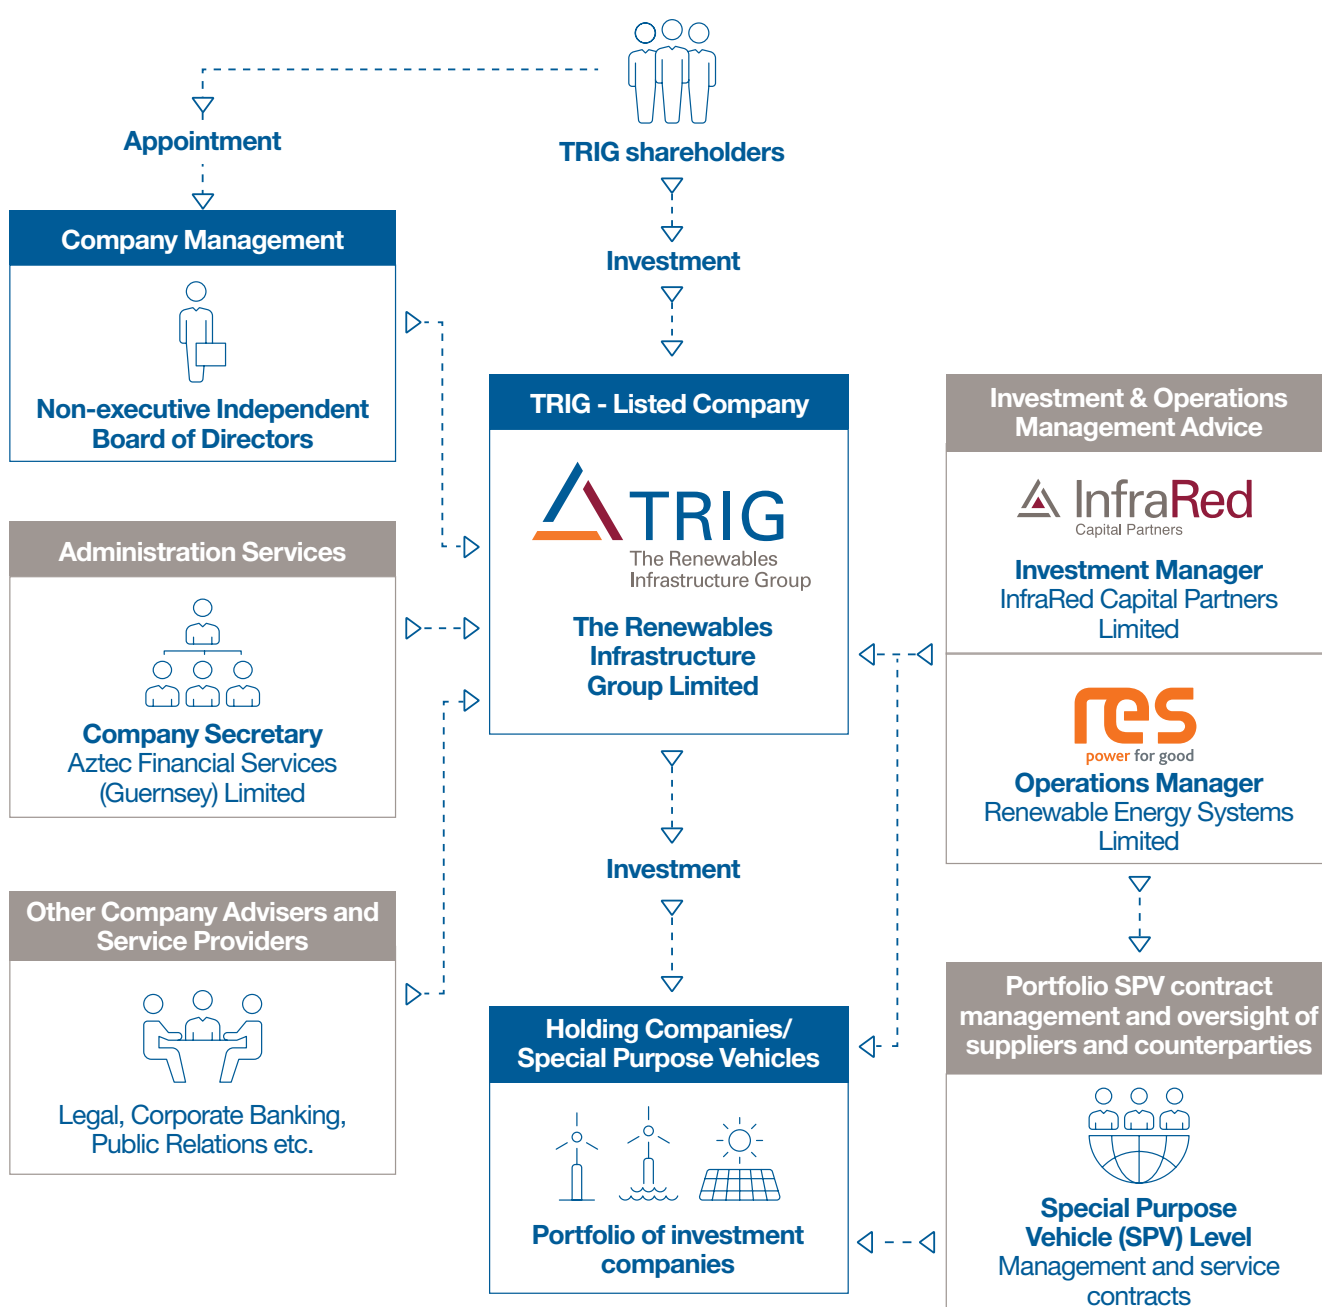 TRIG shareholders
Appointment
Investment
Company Management
Non-executive Independent
Board of Directors
Administration Services
Company Secretary
Aztec Financial Services
(Guernsey) Limited
Other Company Advisers and
Service Providers
Legal, Corporate Banking,
Public Relations etc.
TRIG - Listed Company
TRIG
The Renewables
Infrastructure Group
The Renewables
Infrastructure
Group Limited
Investment
Holding Companies/
Special Purpose Vehicles
Portfolio of investment
companies
Investment & Operations
Management Advice
InfraRed
Capital Partners
Investment Manager
InfraRed Capital Partners
Limited
res
power for good
Operations Manager
Renewable Energy Systems
Limited
Portfolio SPV contract
management and oversight of
suppliers and counterparties
Special Purpose
Vehicle (SPV) Level
Management and service
contracts